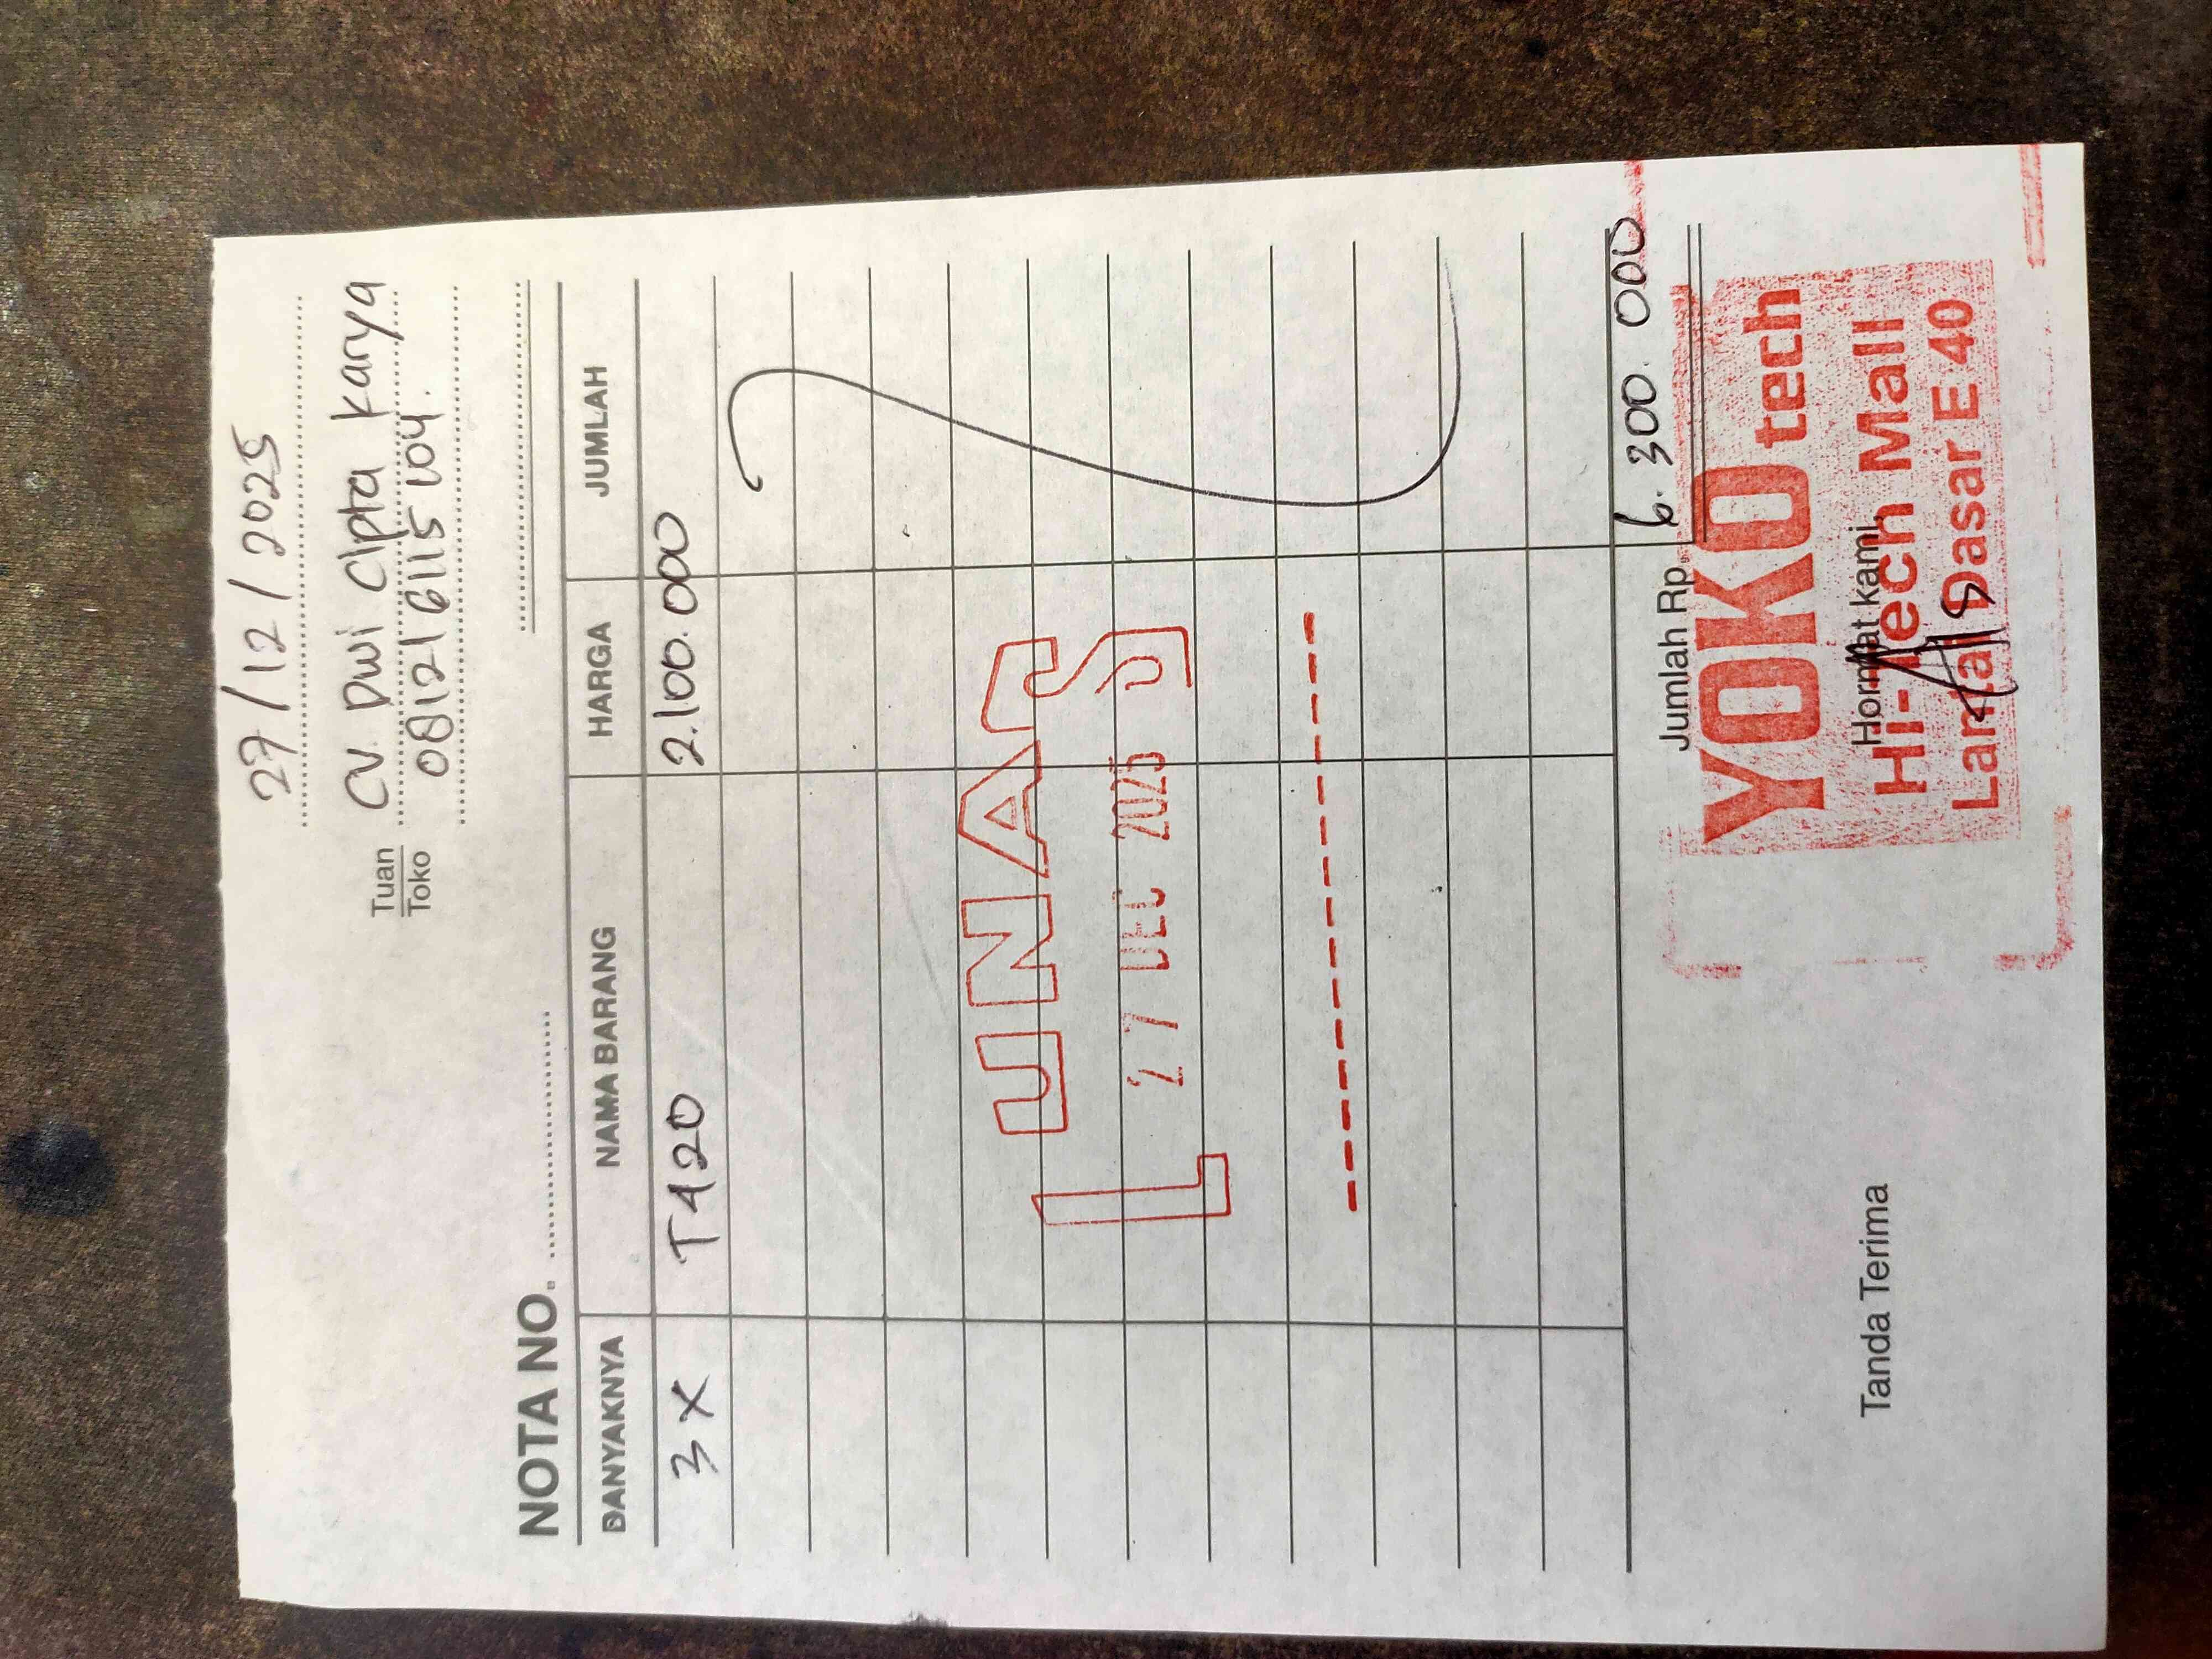 27/12/2025
Tuan CV. Dwi Cipta Karya
Toko 081216115104.
NOTA NO.
BANYAKNYA NAMA BARANG HARGA JUMLAH
3 X T420 2.100.000
LUNAS
27 DEC 2025
Jumlah Rp. 6.300.000
YOKO tech
Tanda Terima Hormat kami,
Hi-Tech Mall
Lantai Dasar E 40